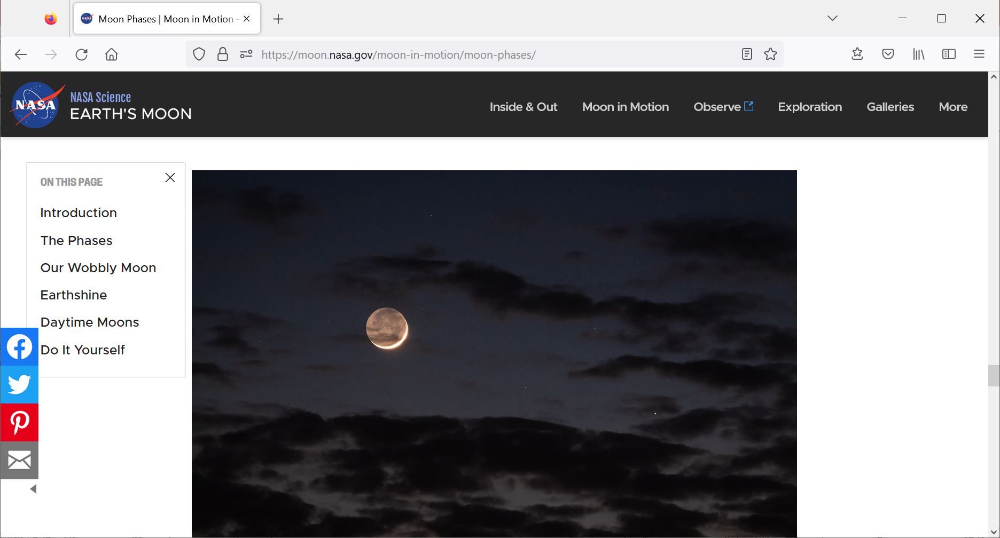 Moon Phases | Moon in Motion
https://moon.nasa.gov/moon-in-motion/moon-phases/
NASA
NASA Science
EARTH'S MOON
Inside & Out
Moon in Motion
Observe
Exploration
Galleries
More
ON THIS PAGE
Introduction
The Phases
Our Wobbly Moon
Earthshine
Daytime Moons
Do It Yourself